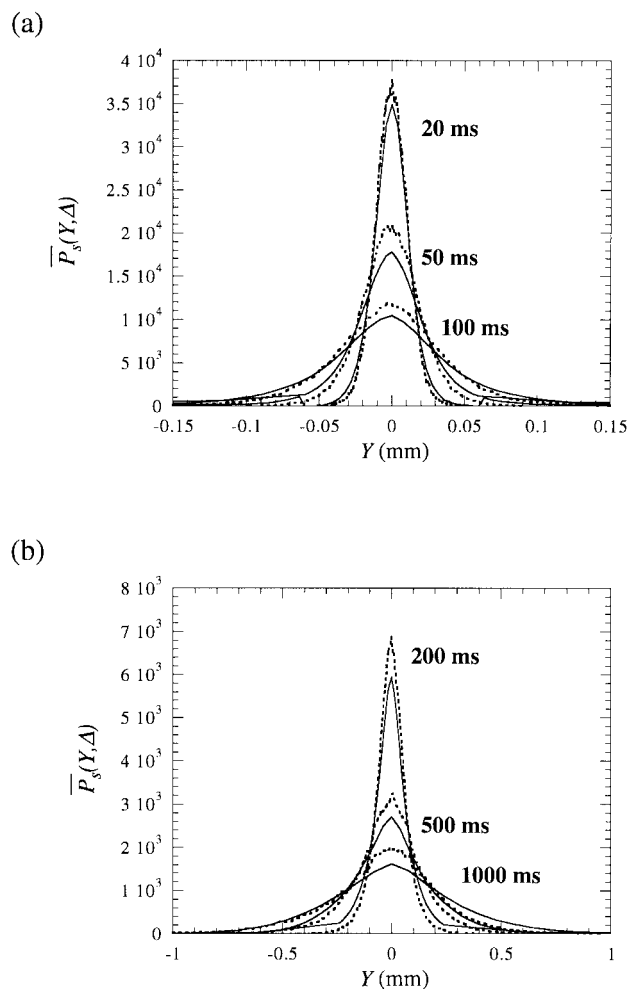 (a)
4 10⁴
3.5 10⁴
3 10⁴
2.5 10⁴
2 10⁴
1.5 10⁴
1 10⁴
5 10³
0
20 ms
50 ms
100 ms
P̅s(Y,Δ)
-0.15 -0.1 -0.05 0 0.05 0.1 0.15
Y (mm)
(b)
8 10³
7 10³
6 10³
5 10³
4 10³
3 10³
2 10³
1 10³
0
200 ms
500 ms
1000 ms
P̅s(Y,Δ)
-1 -0.5 0 0.5 1
Y (mm)